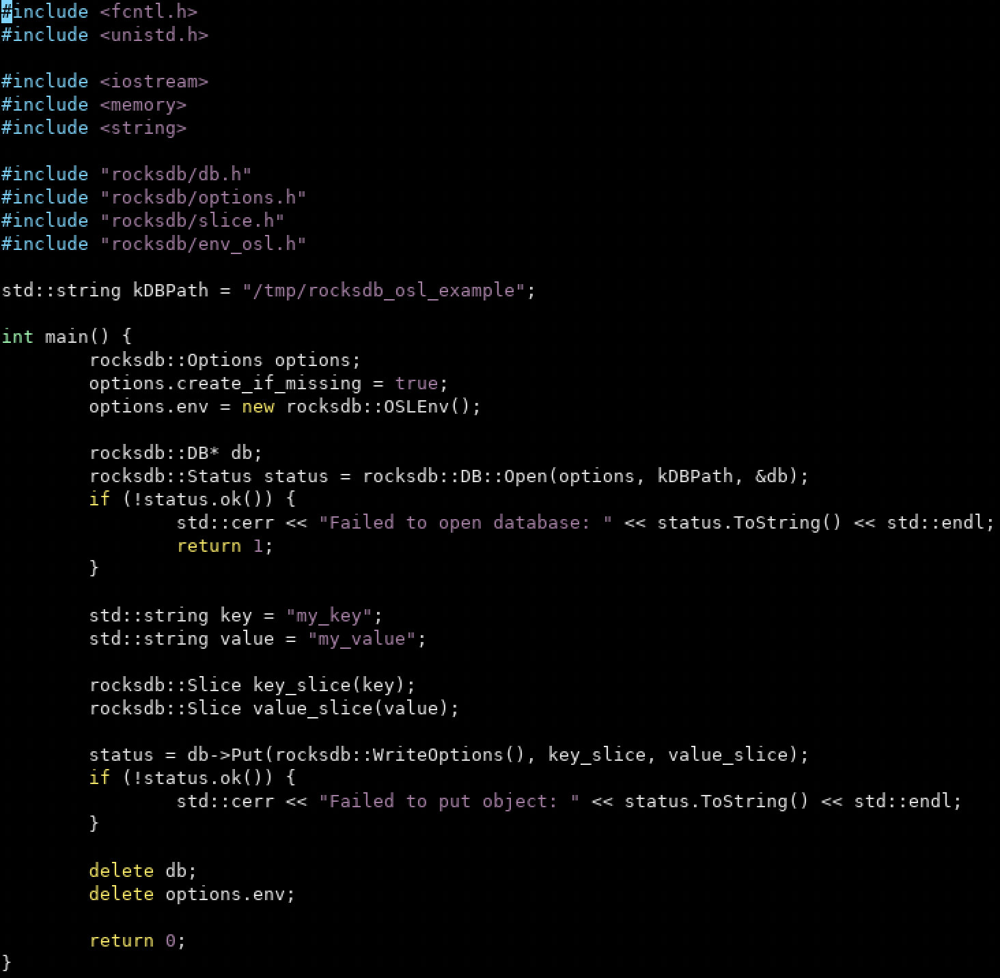 #include <fcntl.h>
#include <unistd.h>

#include <iostream>
#include <memory>
#include <string>

#include "rocksdb/db.h"
#include "rocksdb/options.h"
#include "rocksdb/slice.h"
#include "rocksdb/env_osl.h"

std::string kDBPath = "/tmp/rocksdb_osl_example";

int main() {
        rocksdb::Options options;
        options.create_if_missing = true;
        options.env = new rocksdb::OSLEnv();

        rocksdb::DB* db;
        rocksdb::Status status = rocksdb::DB::Open(options, kDBPath, &db);
        if (!status.ok()) {
                std::cerr << "Failed to open database: " << status.ToString() << std::endl;
                return 1;
        }

        std::string key = "my_key";
        std::string value = "my_value";

        rocksdb::Slice key_slice(key);
        rocksdb::Slice value_slice(value);

        status = db->Put(rocksdb::WriteOptions(), key_slice, value_slice);
        if (!status.ok()) {
                std::cerr << "Failed to put object: " << status.ToString() << std::endl;
        }

        delete db;
        delete options.env;

        return 0;
}